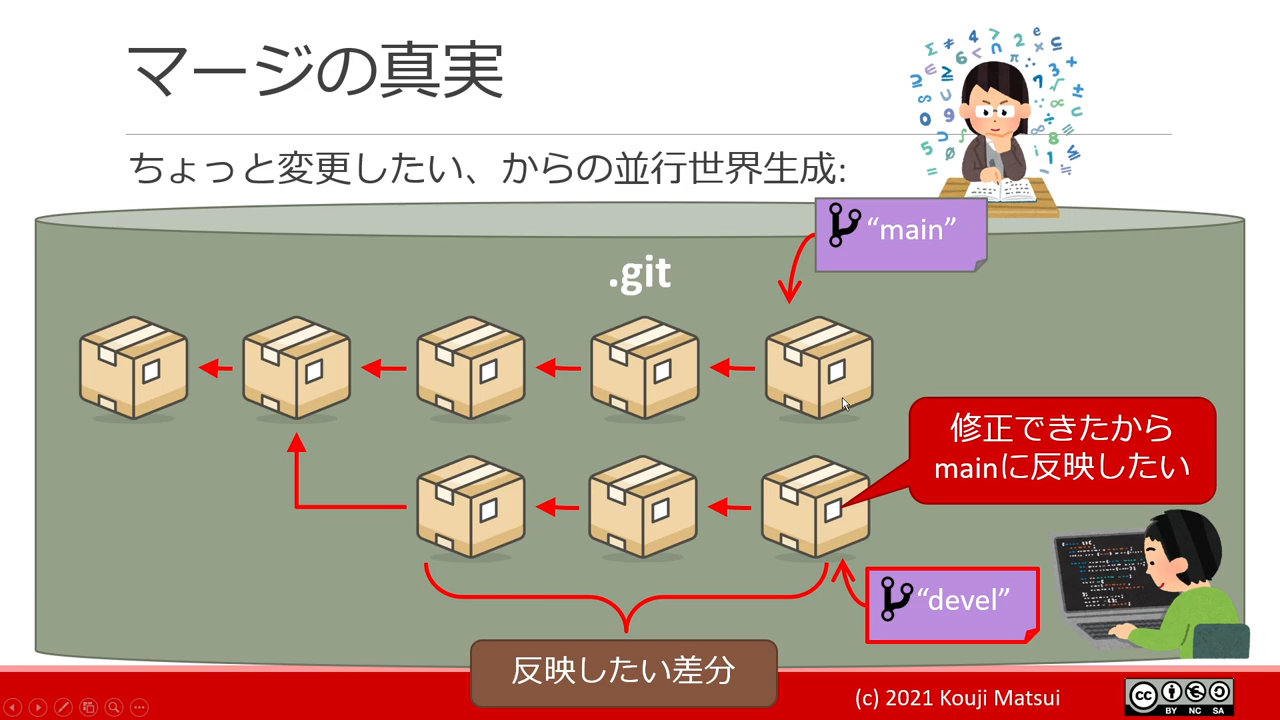 マージの真実
ちょっと変更したい、からの並行世界生成:
“main”
.git
修正できたから
mainに反映したい
“devel”
反映したい差分
(c) 2021 Kouji Matsui
cc
BY NC SA